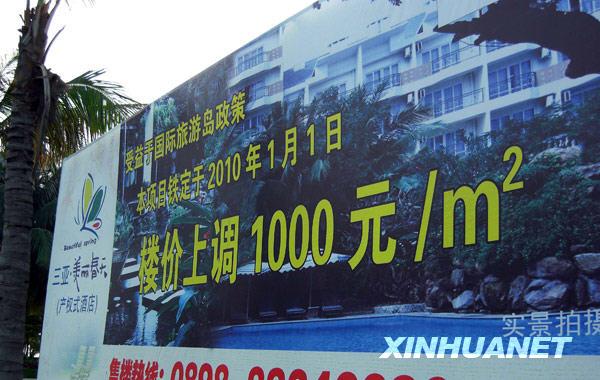 受益于国际旅游岛政策
本项目铁定于2010年1月1日
楼价上调1000元/m²
Beautiful spring
三亚·美丽春天
(产权式酒店)
实景拍摄
售楼热线: 0898
XINHUANET